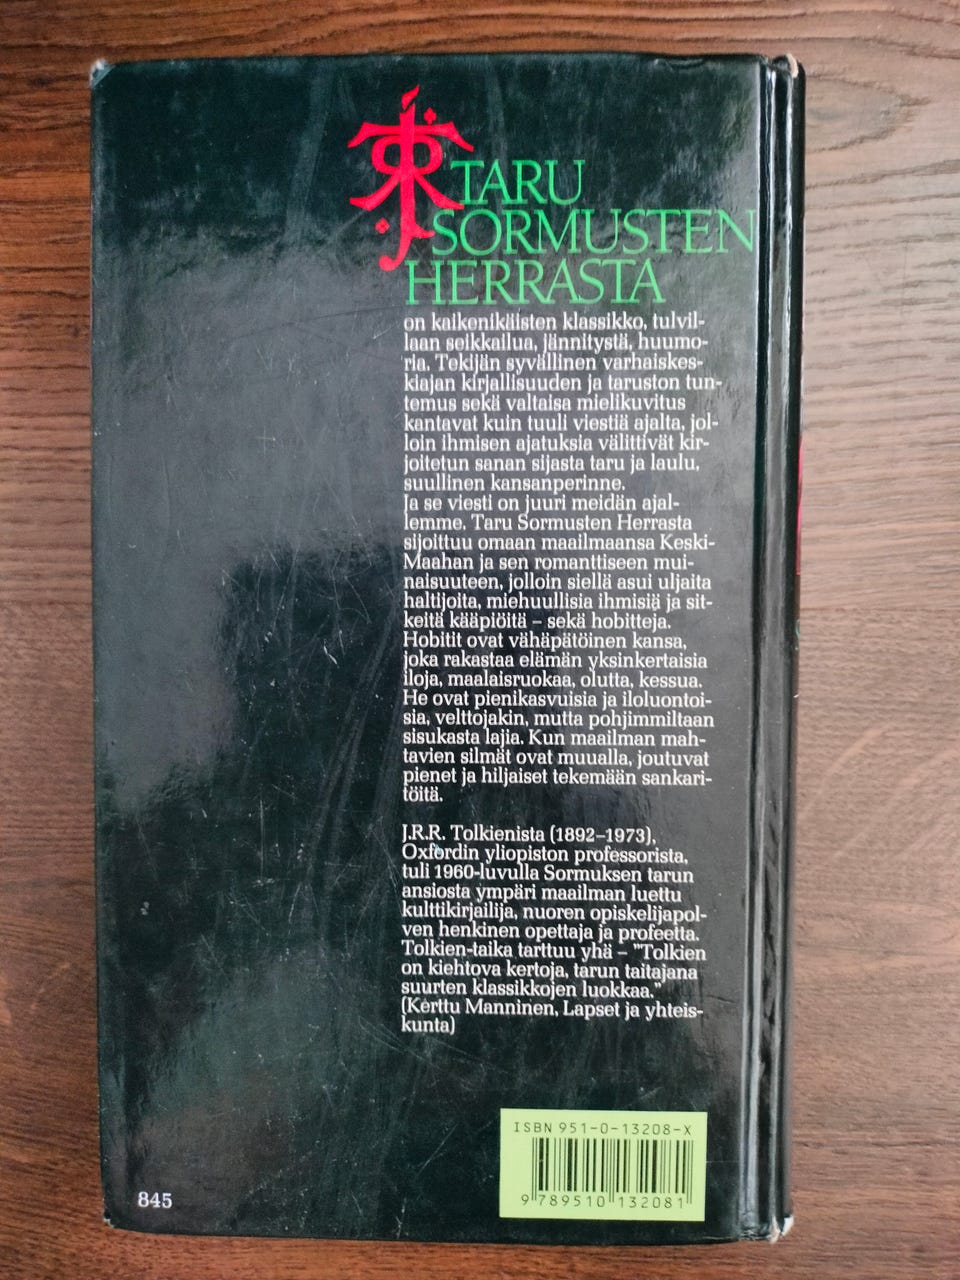 TARU
SORMUSTEN
HERRASTA
on kaikenikäisten klassikko, tulvil-
laan seikkailua, jännitystä, huumo-
ria. Tekijän syvällinen varhaiskes-
kiajan kirjallisuuden ja taruston tun-
temus sekä valtaisa mielikuvitus
kantavat kuin tuuli viestiä ajalta, jol-
loin ihmisen ajatuksia välittivät kir-
joitetun sanan sijasta taru ja laulu,
suullinen kansanperinne.
Ja se viesti on juuri meidän ajal-
lemme. Taru Sormusten Herrasta
sijoittuu omaan maailmaansa Keski-
Maahan ja sen romanttiseen mui-
naisuuteen, jolloin siellä asui uljaita
haltijoita, miehuullisia ihmisiä ja sit-
keitä kääpiöitä – sekä hobitteja.
Hobitit ovat vähäpätöinen kansa,
joka rakastaa elämän yksinkertaisia
iloja, maalaisruokaa, olutta, kessua.
He ovat pienikasvuisia ja iloluontoi-
sia, velttojakin, mutta pohjimmiltaan
sisukasta lajia. Kun maailman mah-
tavien silmät ovat muualla, joutuvat
pienet ja hiljaiset tekemään sankari-
töitä.
J.R.R. Tolkienista (1892–1973),
Oxfordin yliopiston professorista,
tuli 1960-luvulla Sormuksen tarun
ansiosta ympäri maailman luettu
kulttikirjailija, nuoren opiskelijapol-
ven henkinen opettaja ja profeetta.
Tolkien-taika tarttuu yhä – "Tolkien
on kiehtova kertoja, tarun taitajana
suurten klassikkojen luokkaa."
(Kerttu Manninen, Lapset ja yhteis-
kunta)
ISBN 951-0-13208-X
9 789510 132081
845